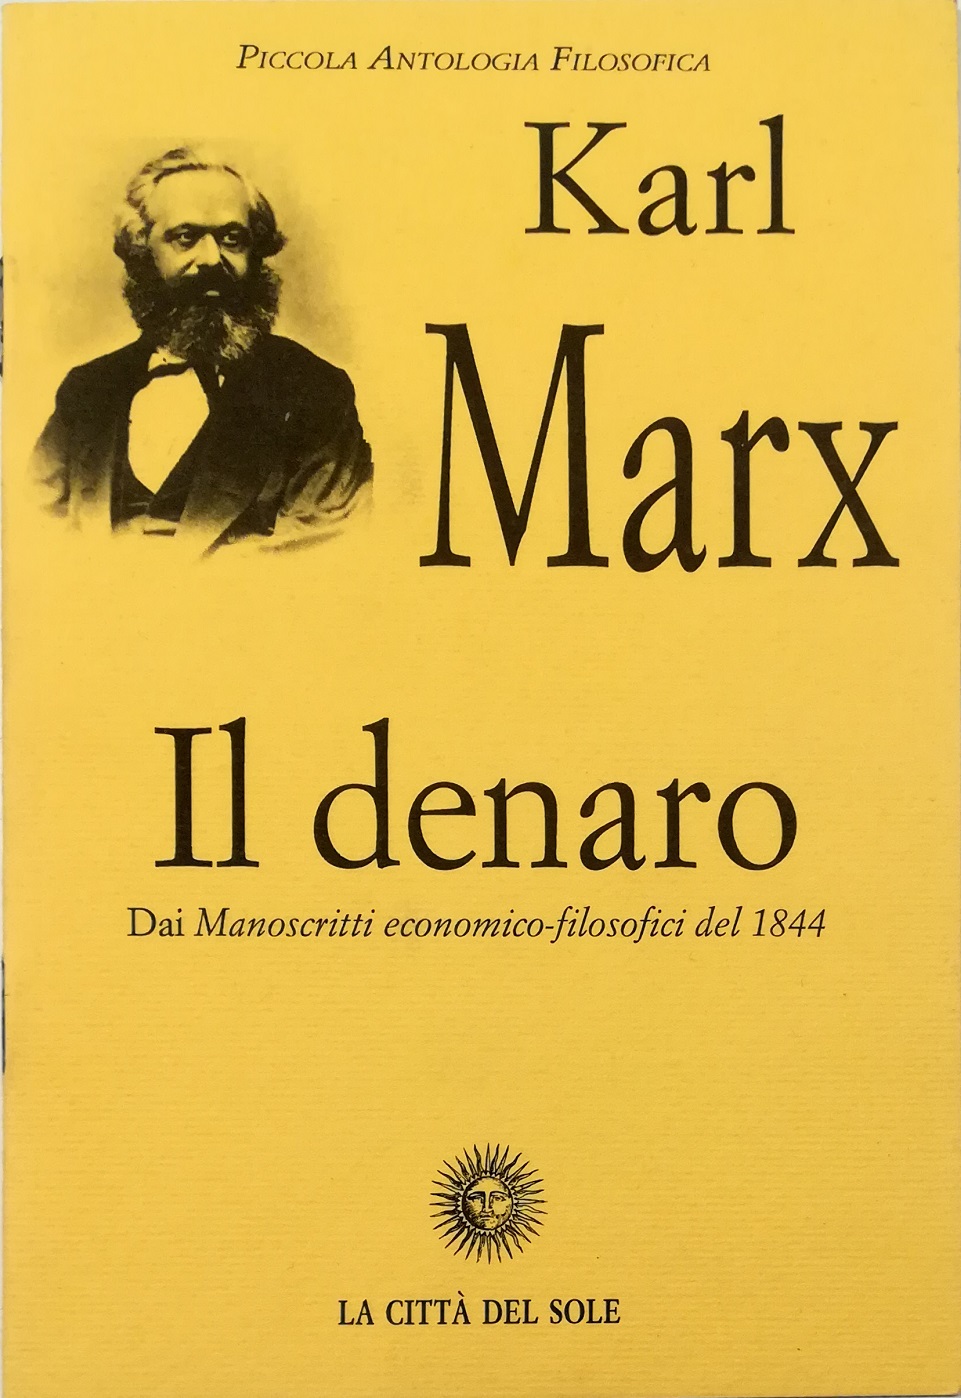 Piccola Antologia Filosofica
Karl
Marx
Il denaro
Dai Manoscritti economico-filosofici del 1844
LA CITTÀ DEL SOLE